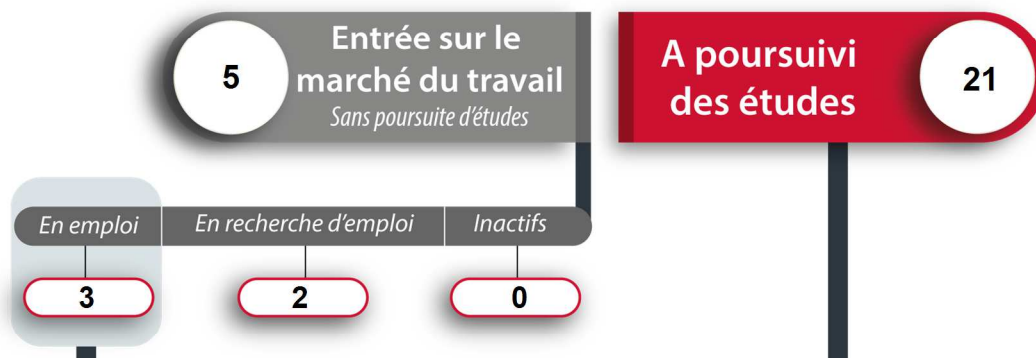 5
Entrée sur le
marché du travail
Sans poursuite d'études
A poursuivi
des études
21
En emploi
En recherche d'emploi
Inactifs
3
2
0